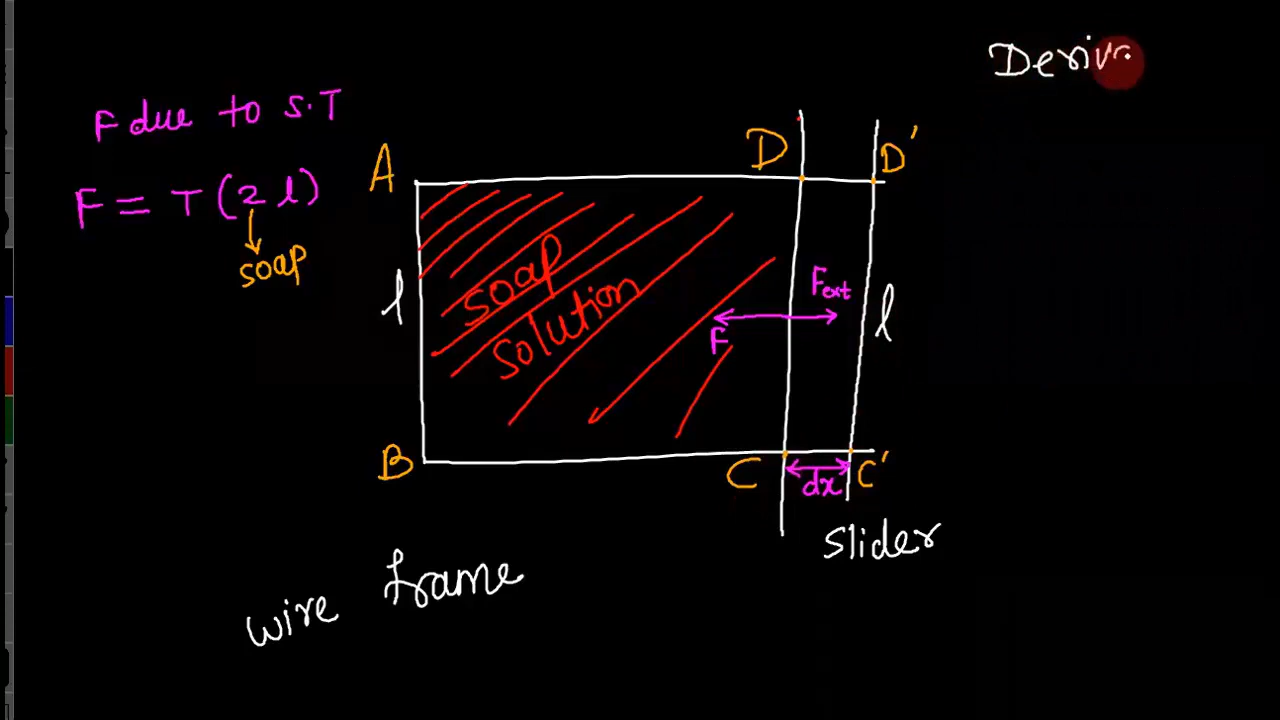 Deriv
F due to S.T
F = T (2 l)
soap
A
D
D'
l
soap
solution
F
Fext
l
B
C
dx
C'
slider
wire frame